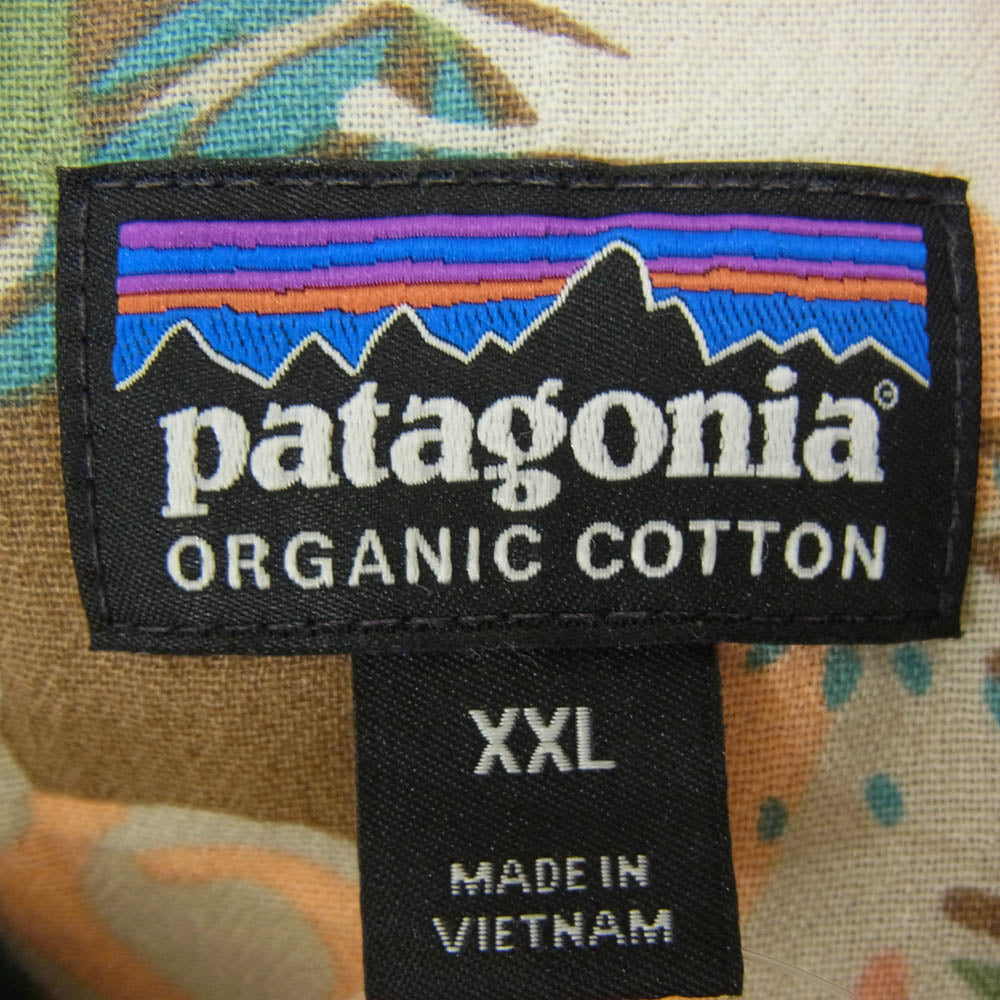 patagonia®
ORGANIC COTTON
XXL
MADE IN
VIETNAM